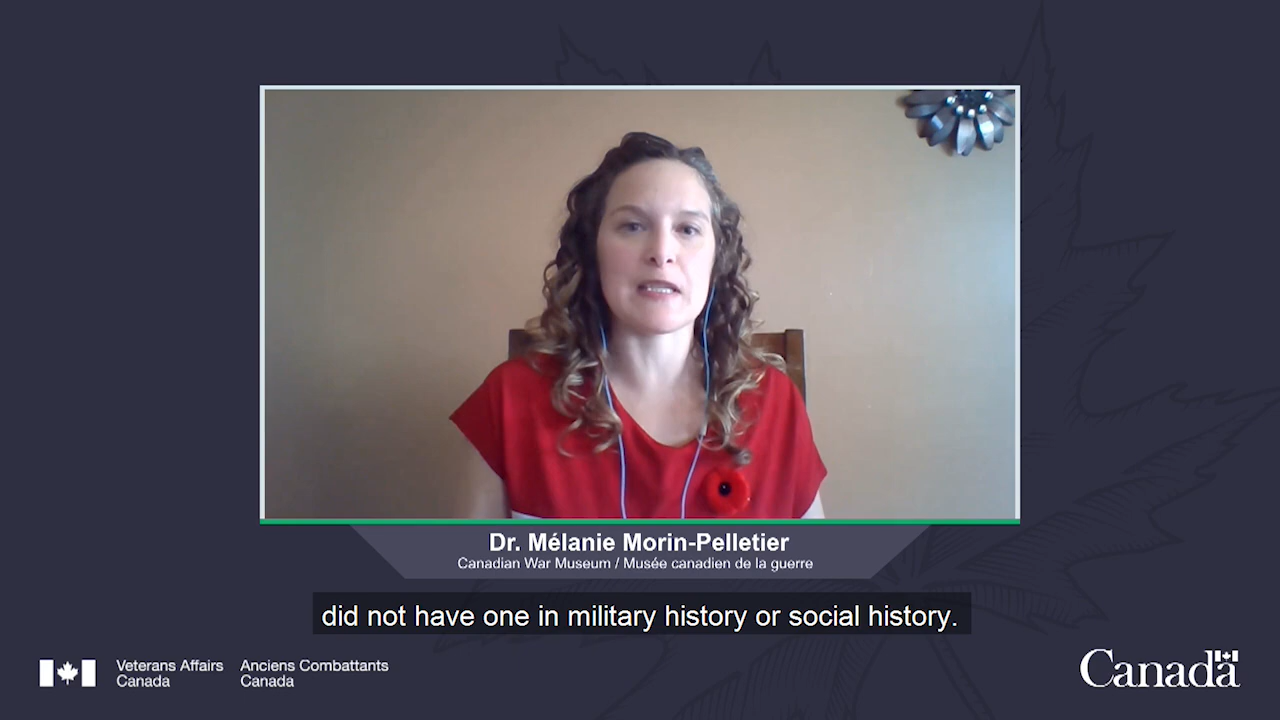 Dr. Mélanie Morin-Pelletier
Canadian War Museum / Musée canadien de la guerre
did not have one in military history or social history.
Veterans Affairs Canada
Anciens Combattants Canada
Canada